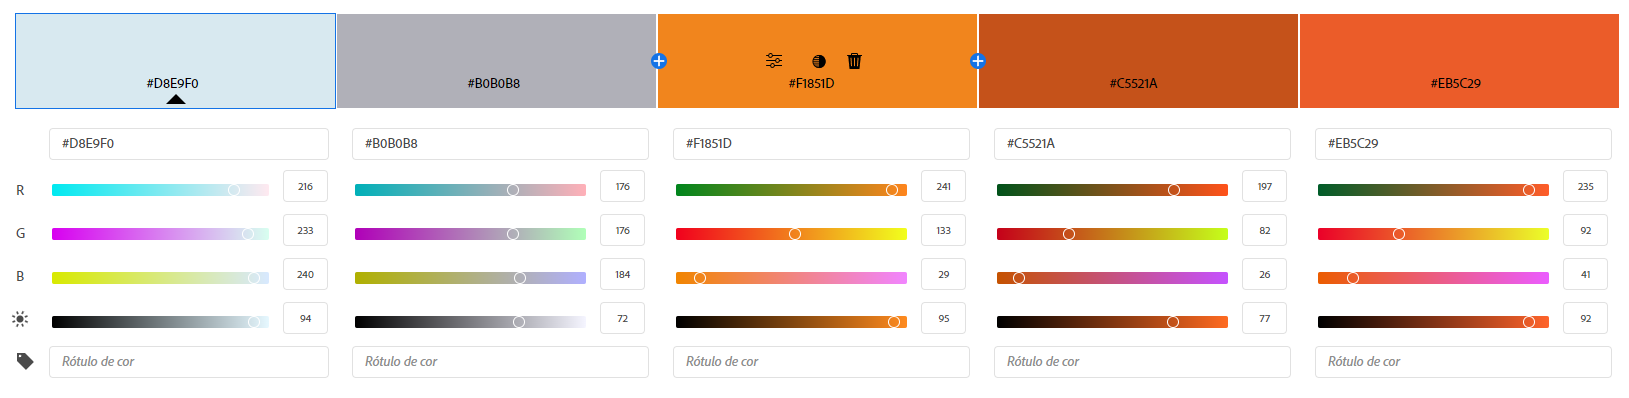 #D8E9F0 #B0B0B8 #F1851D #C5521A #EB5C29
#D8E9F0 #B0B0B8 #F1851D #C5521A #EB5C29
R 216 176 241 197 235
G 233 176 133 82 92
B 240 184 29 26 41
94 72 95 77 92
Rótulo de cor Rótulo de cor Rótulo de cor Rótulo de cor Rótulo de cor